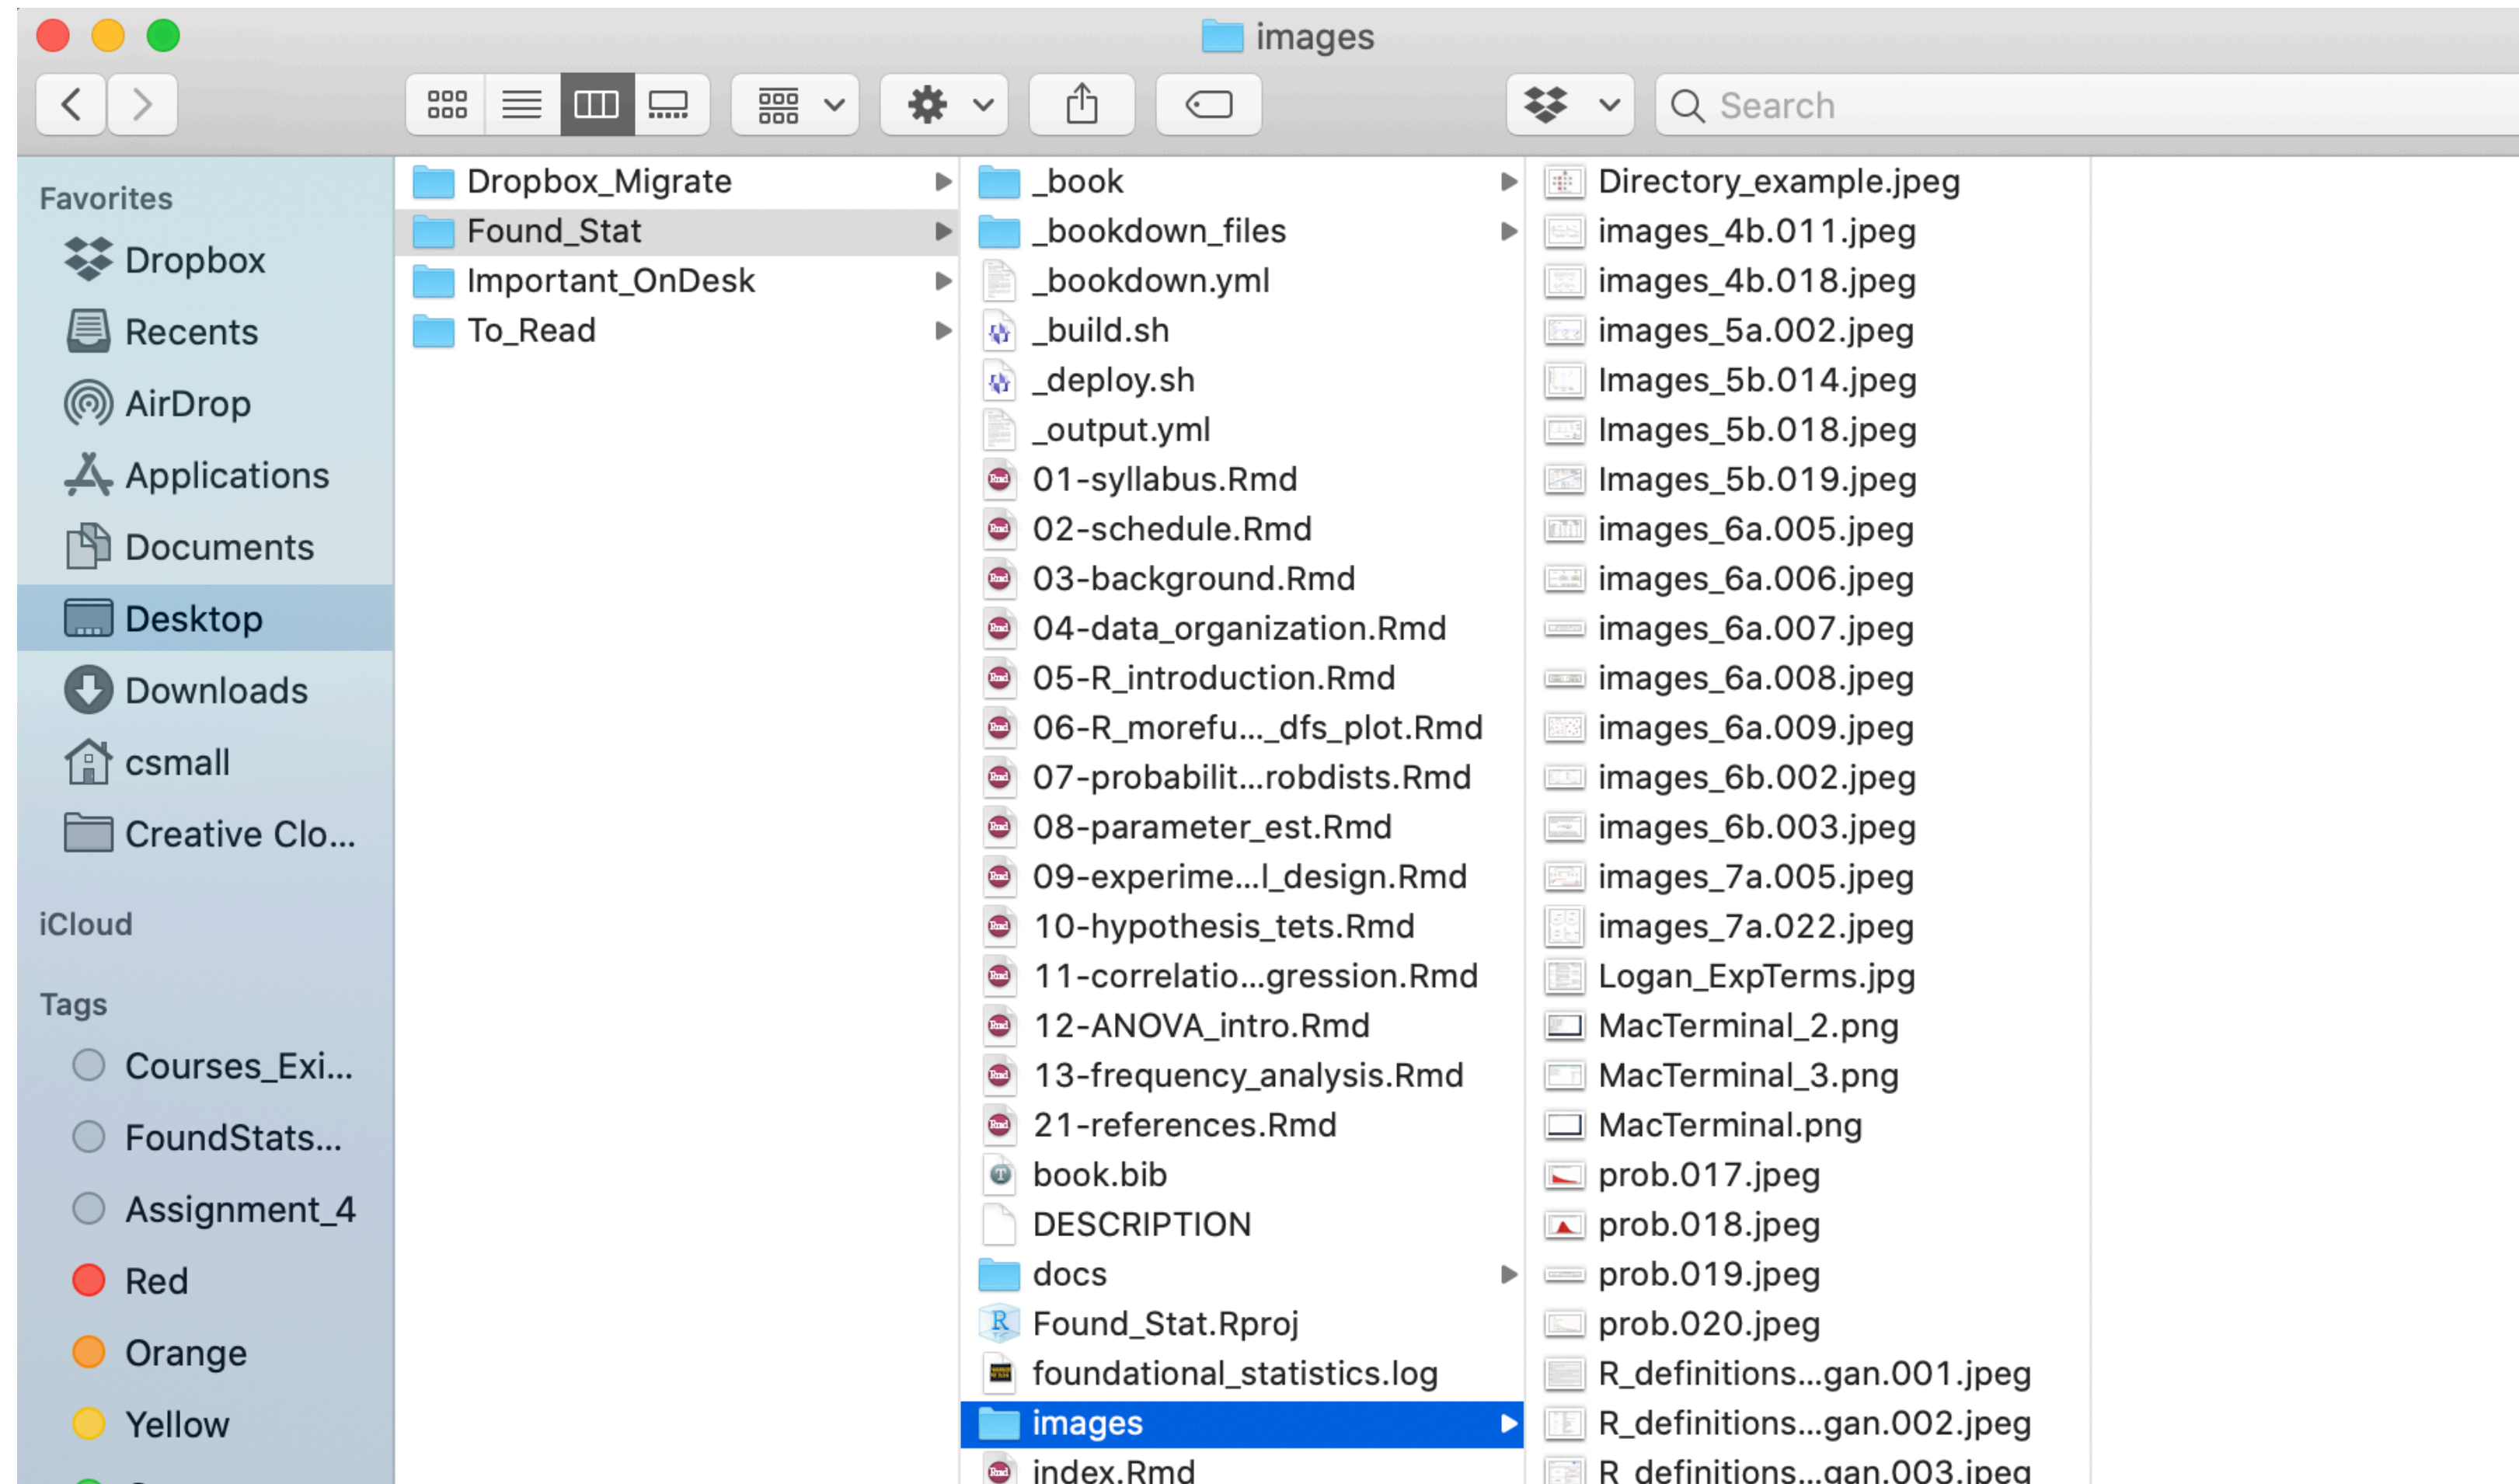 images
Search
Favorites
Dropbox
Recents
AirDrop
Applications
Documents
Desktop
Downloads
csmall
Creative Clo...
iCloud
Tags
Courses_Exi...
FoundStats...
Assignment_4
Red
Orange
Yellow
Dropbox_Migrate
Found_Stat
Important_OnDesk
To_Read
_book
_bookdown_files
_bookdown.yml
_build.sh
_deploy.sh
_output.yml
01-syllabus.Rmd
02-schedule.Rmd
03-background.Rmd
04-data_organization.Rmd
05-R_introduction.Rmd
06-R_morefu..._dfs_plot.Rmd
07-probabilit...robdists.Rmd
08-parameter_est.Rmd
09-experime...l_design.Rmd
10-hypothesis_tets.Rmd
11-correlatio...gression.Rmd
12-ANOVA_intro.Rmd
13-frequency_analysis.Rmd
21-references.Rmd
book.bib
DESCRIPTION
docs
Found_Stat.Rproj
foundational_statistics.log
images
index.Rmd
Directory_example.jpeg
images_4b.011.jpeg
images_4b.018.jpeg
images_5a.002.jpeg
Images_5b.014.jpeg
Images_5b.018.jpeg
Images_5b.019.jpeg
images_6a.005.jpeg
images_6a.006.jpeg
images_6a.007.jpeg
images_6a.008.jpeg
images_6a.009.jpeg
images_6b.002.jpeg
images_6b.003.jpeg
images_7a.005.jpeg
images_7a.022.jpeg
Logan_ExpTerms.jpg
MacTerminal_2.png
MacTerminal_3.png
MacTerminal.png
prob.017.jpeg
prob.018.jpeg
prob.019.jpeg
prob.020.jpeg
R_definitions...gan.001.jpeg
R_definitions...gan.002.jpeg
R_definitions...gan.003.jpeg